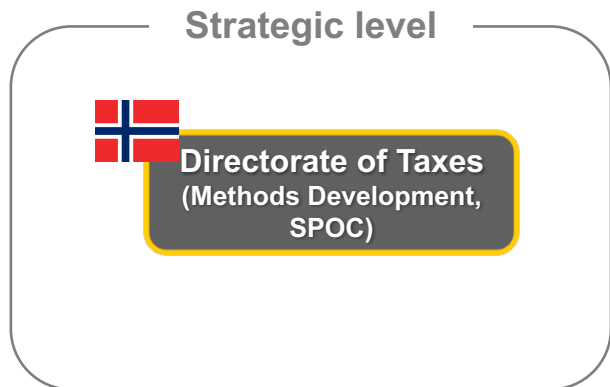 Strategic level
Directorate of Taxes
(Methods Development,
SPOC)